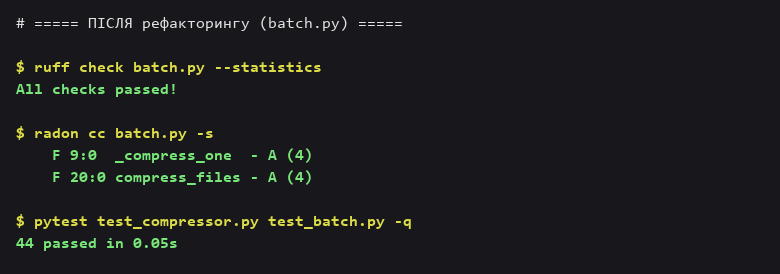 # ===== ПІСЛЯ рефакторингу (batch.py) =====
$ ruff check batch.py --statistics
All checks passed!
$ radon cc batch.py -s
    F 9:0  _compress_one  - A (4)
    F 20:0 compress_files - A (4)
$ pytest test_compressor.py test_batch.py -q
44 passed in 0.05s